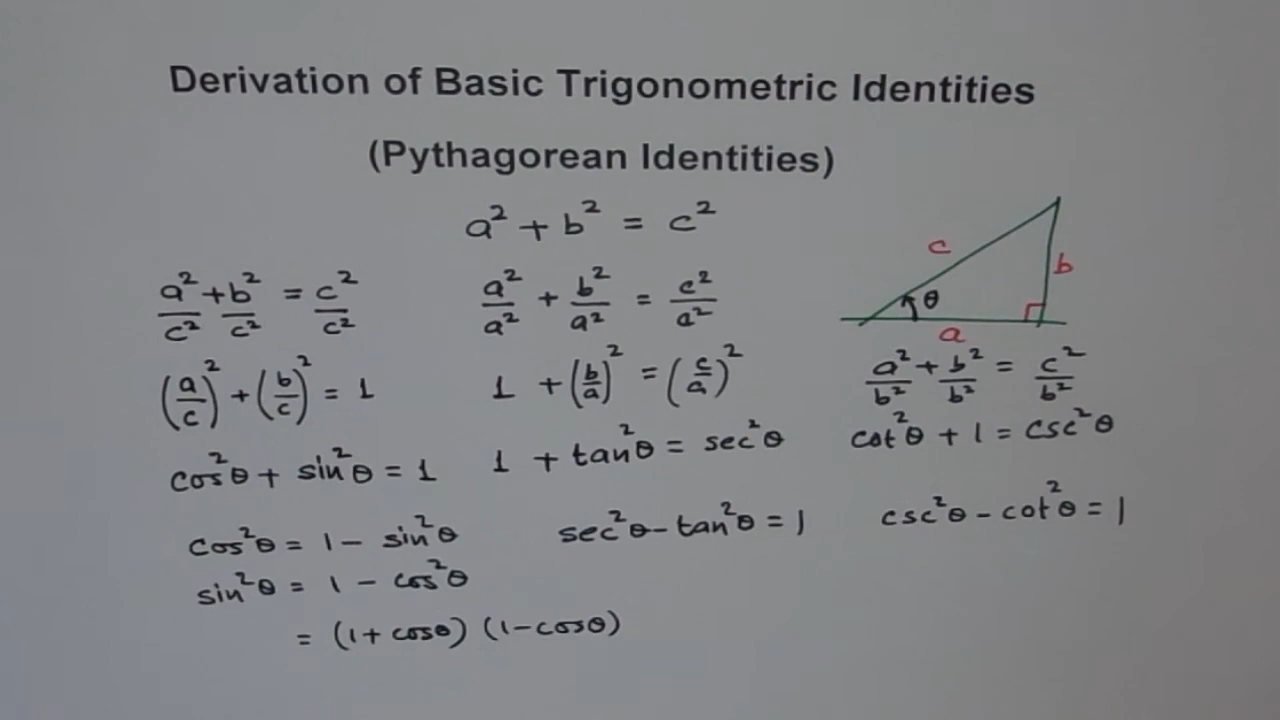 Derivation of Basic Trigonometric Identities
(Pythagorean Identities)
a² + b² = c²
a²/c² + b²/c² = c²/c²
(a/c)² + (b/c)² = 1
cos²θ + sin²θ = 1
cos²θ = 1 - sin²θ
sin²θ = 1 - cos²θ
= (1+cosθ) (1-cosθ)
a²/a² + b²/a² = c²/a²
1 + (b/a)² = (c/a)²
1 + tan²θ = sec²θ
sec²θ - tan²θ = 1
c
b
θ
a
a²/b² + b²/b² = c²/b²
cot²θ + 1 = csc²θ
csc²θ - cot²θ = 1